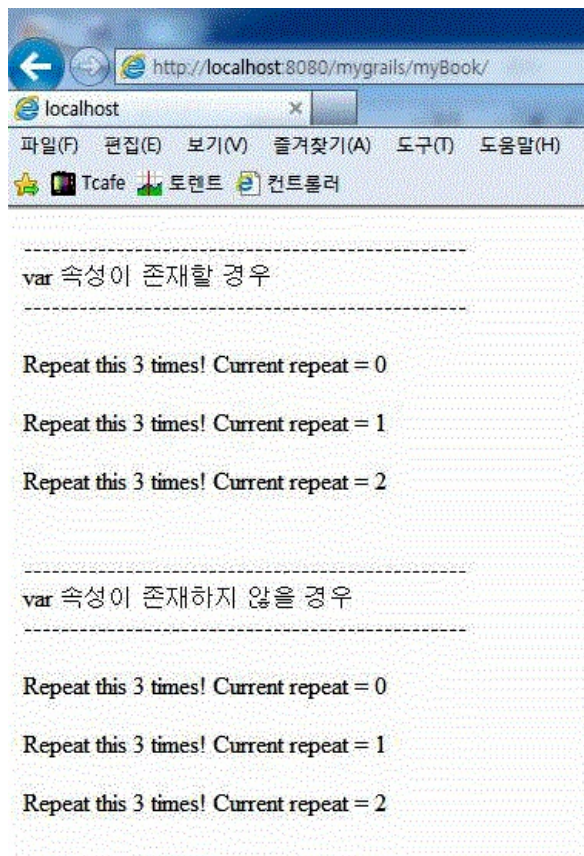 http://localhost:8080/mygrails/myBook/
localhost
파일(F) 편집(E) 보기(V) 즐겨찾기(A) 도구(T) 도움말(H)
Tcafe 토렌트 컨트롤러
------------------------------------------------
var 속성이 존재할 경우
------------------------------------------------
Repeat this 3 times! Current repeat = 0
Repeat this 3 times! Current repeat = 1
Repeat this 3 times! Current repeat = 2
------------------------------------------------
var 속성이 존재하지 않을 경우
------------------------------------------------
Repeat this 3 times! Current repeat = 0
Repeat this 3 times! Current repeat = 1
Repeat this 3 times! Current repeat = 2